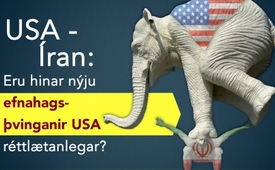 USA -
Íran:
Eru hinar nýju
efnahags-
þvinganir USA
réttlætanlegar?